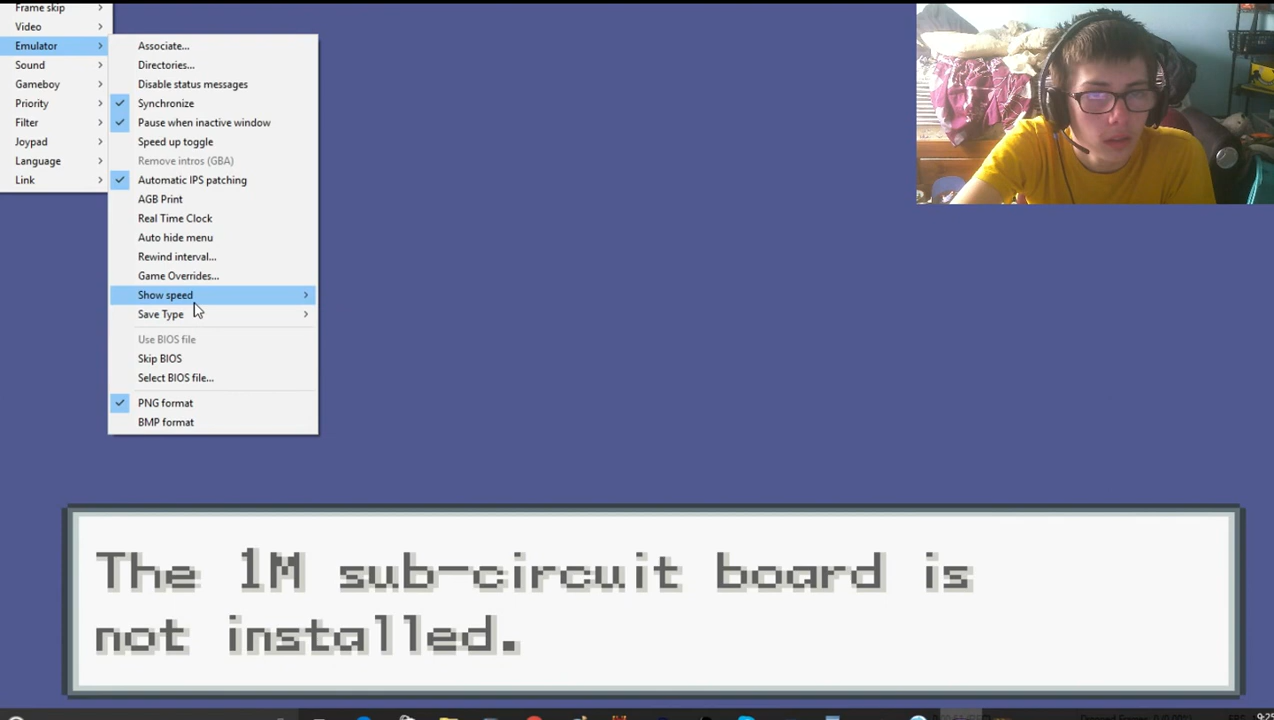 Frame skip
Video
Emulator
Sound
Gameboy
Priority
Filter
Joypad
Language
Link
Associate...
Directories...
Disable status messages
Synchronize
Pause when inactive window
Speed up toggle
Remove intros (GBA)
Automatic IPS patching
AGB Print
Real Time Clock
Auto hide menu
Rewind interval...
Game Overrides...
Show speed
Save Type
Use BIOS file
Skip BIOS
Select BIOS file...
PNG format
BMP format
The 1M sub-circuit board is
not installed.